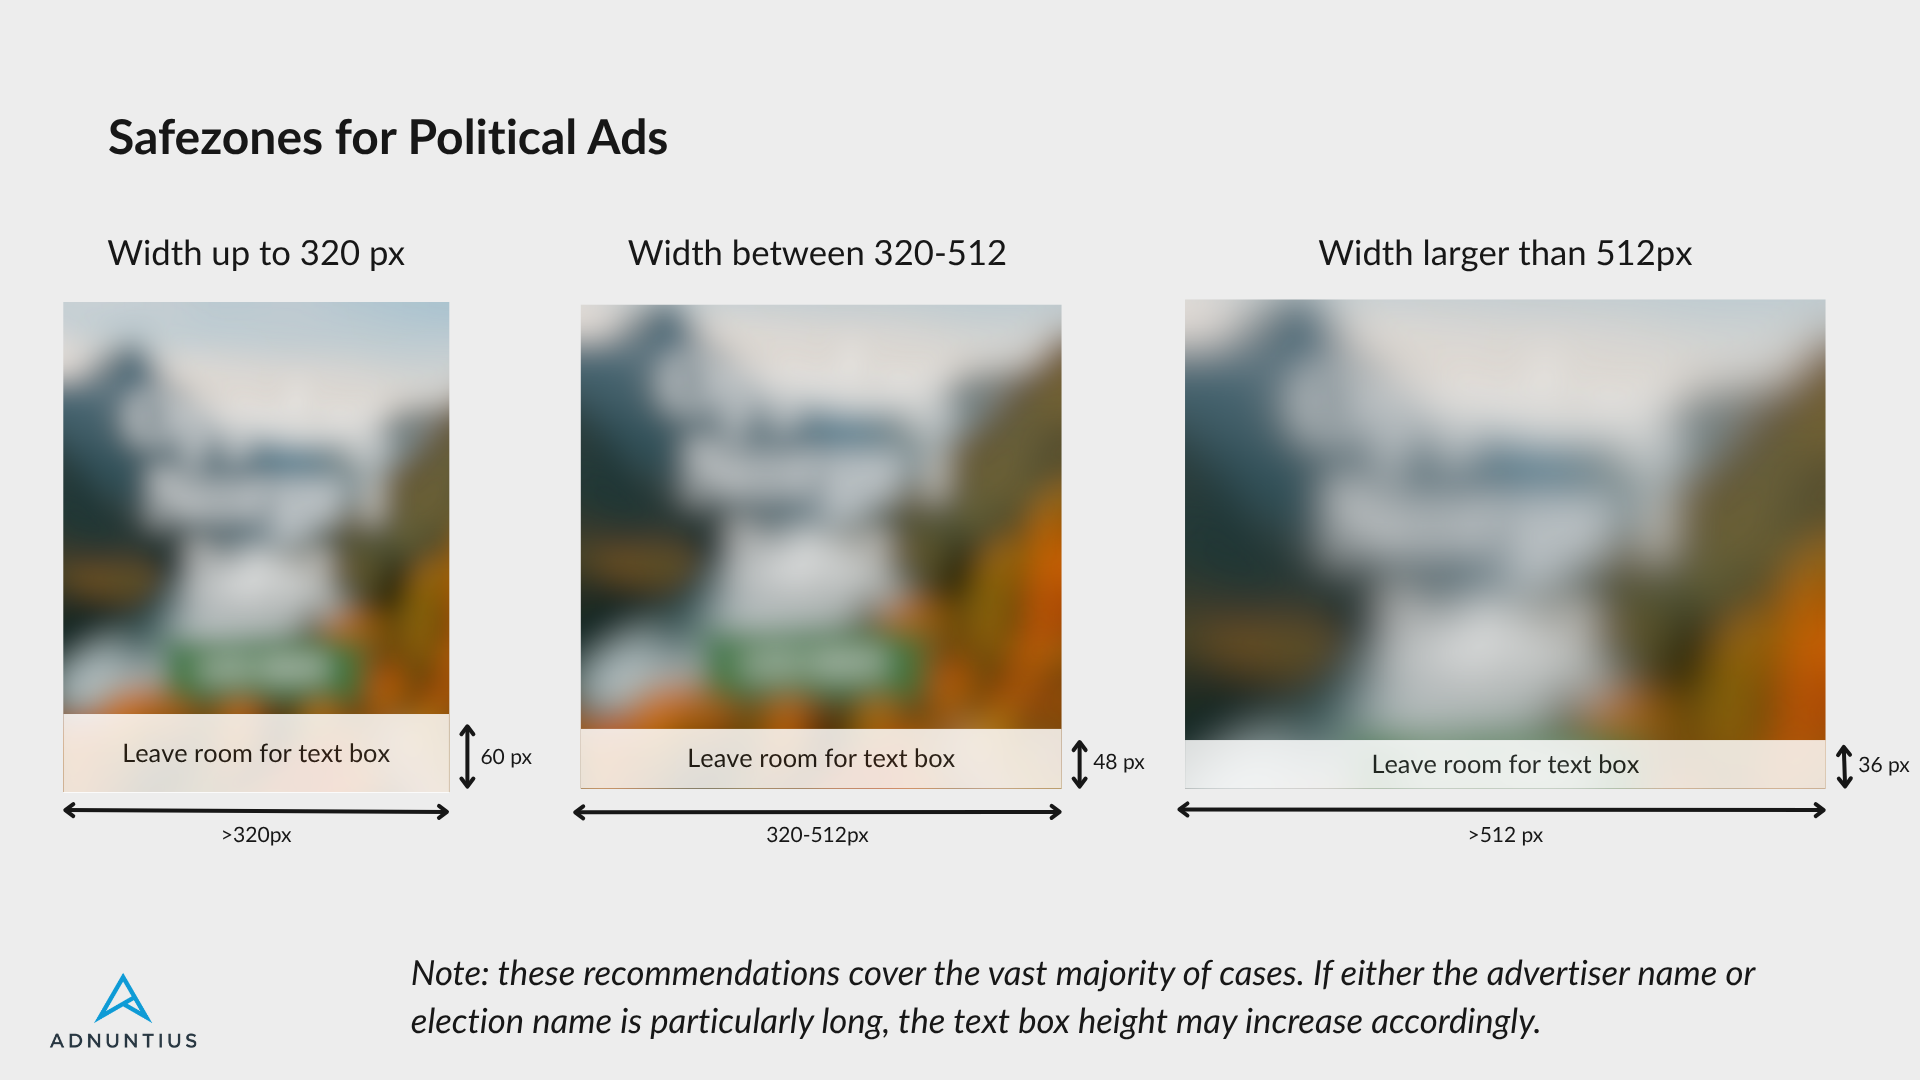 Safezones for Political Ads
Width up to 320 px
Width between 320-512
Width larger than 512px
Leave room for text box
60 px
Leave room for text box
48 px
Leave room for text box
36 px
>320px
320-512px
>512 px
Note: these recommendations cover the vast majority of cases. If either the advertiser name or
election name is particularly long, the text box height may increase accordingly.
ADNUNTIUS